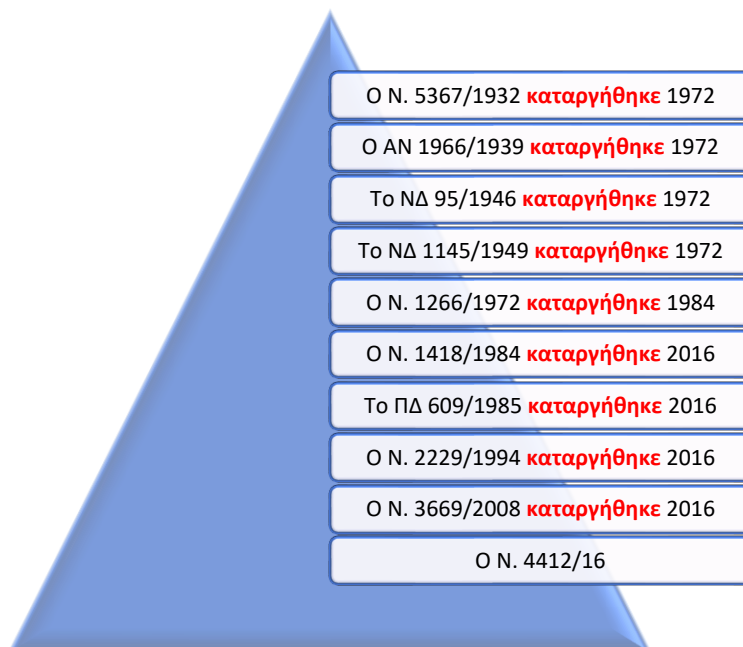 Ο Ν. 5367/1932 καταργήθηκε 1972
Ο ΑΝ 1966/1939 καταργήθηκε 1972
Το ΝΔ 95/1946 καταργήθηκε 1972
Το ΝΔ 1145/1949 καταργήθηκε 1972
Ο Ν. 1266/1972 καταργήθηκε 1984
Ο Ν. 1418/1984 καταργήθηκε 2016
Το ΠΔ 609/1985 καταργήθηκε 2016
Ο Ν. 2229/1994 καταργήθηκε 2016
Ο Ν. 3669/2008 καταργήθηκε 2016
Ο Ν. 4412/16